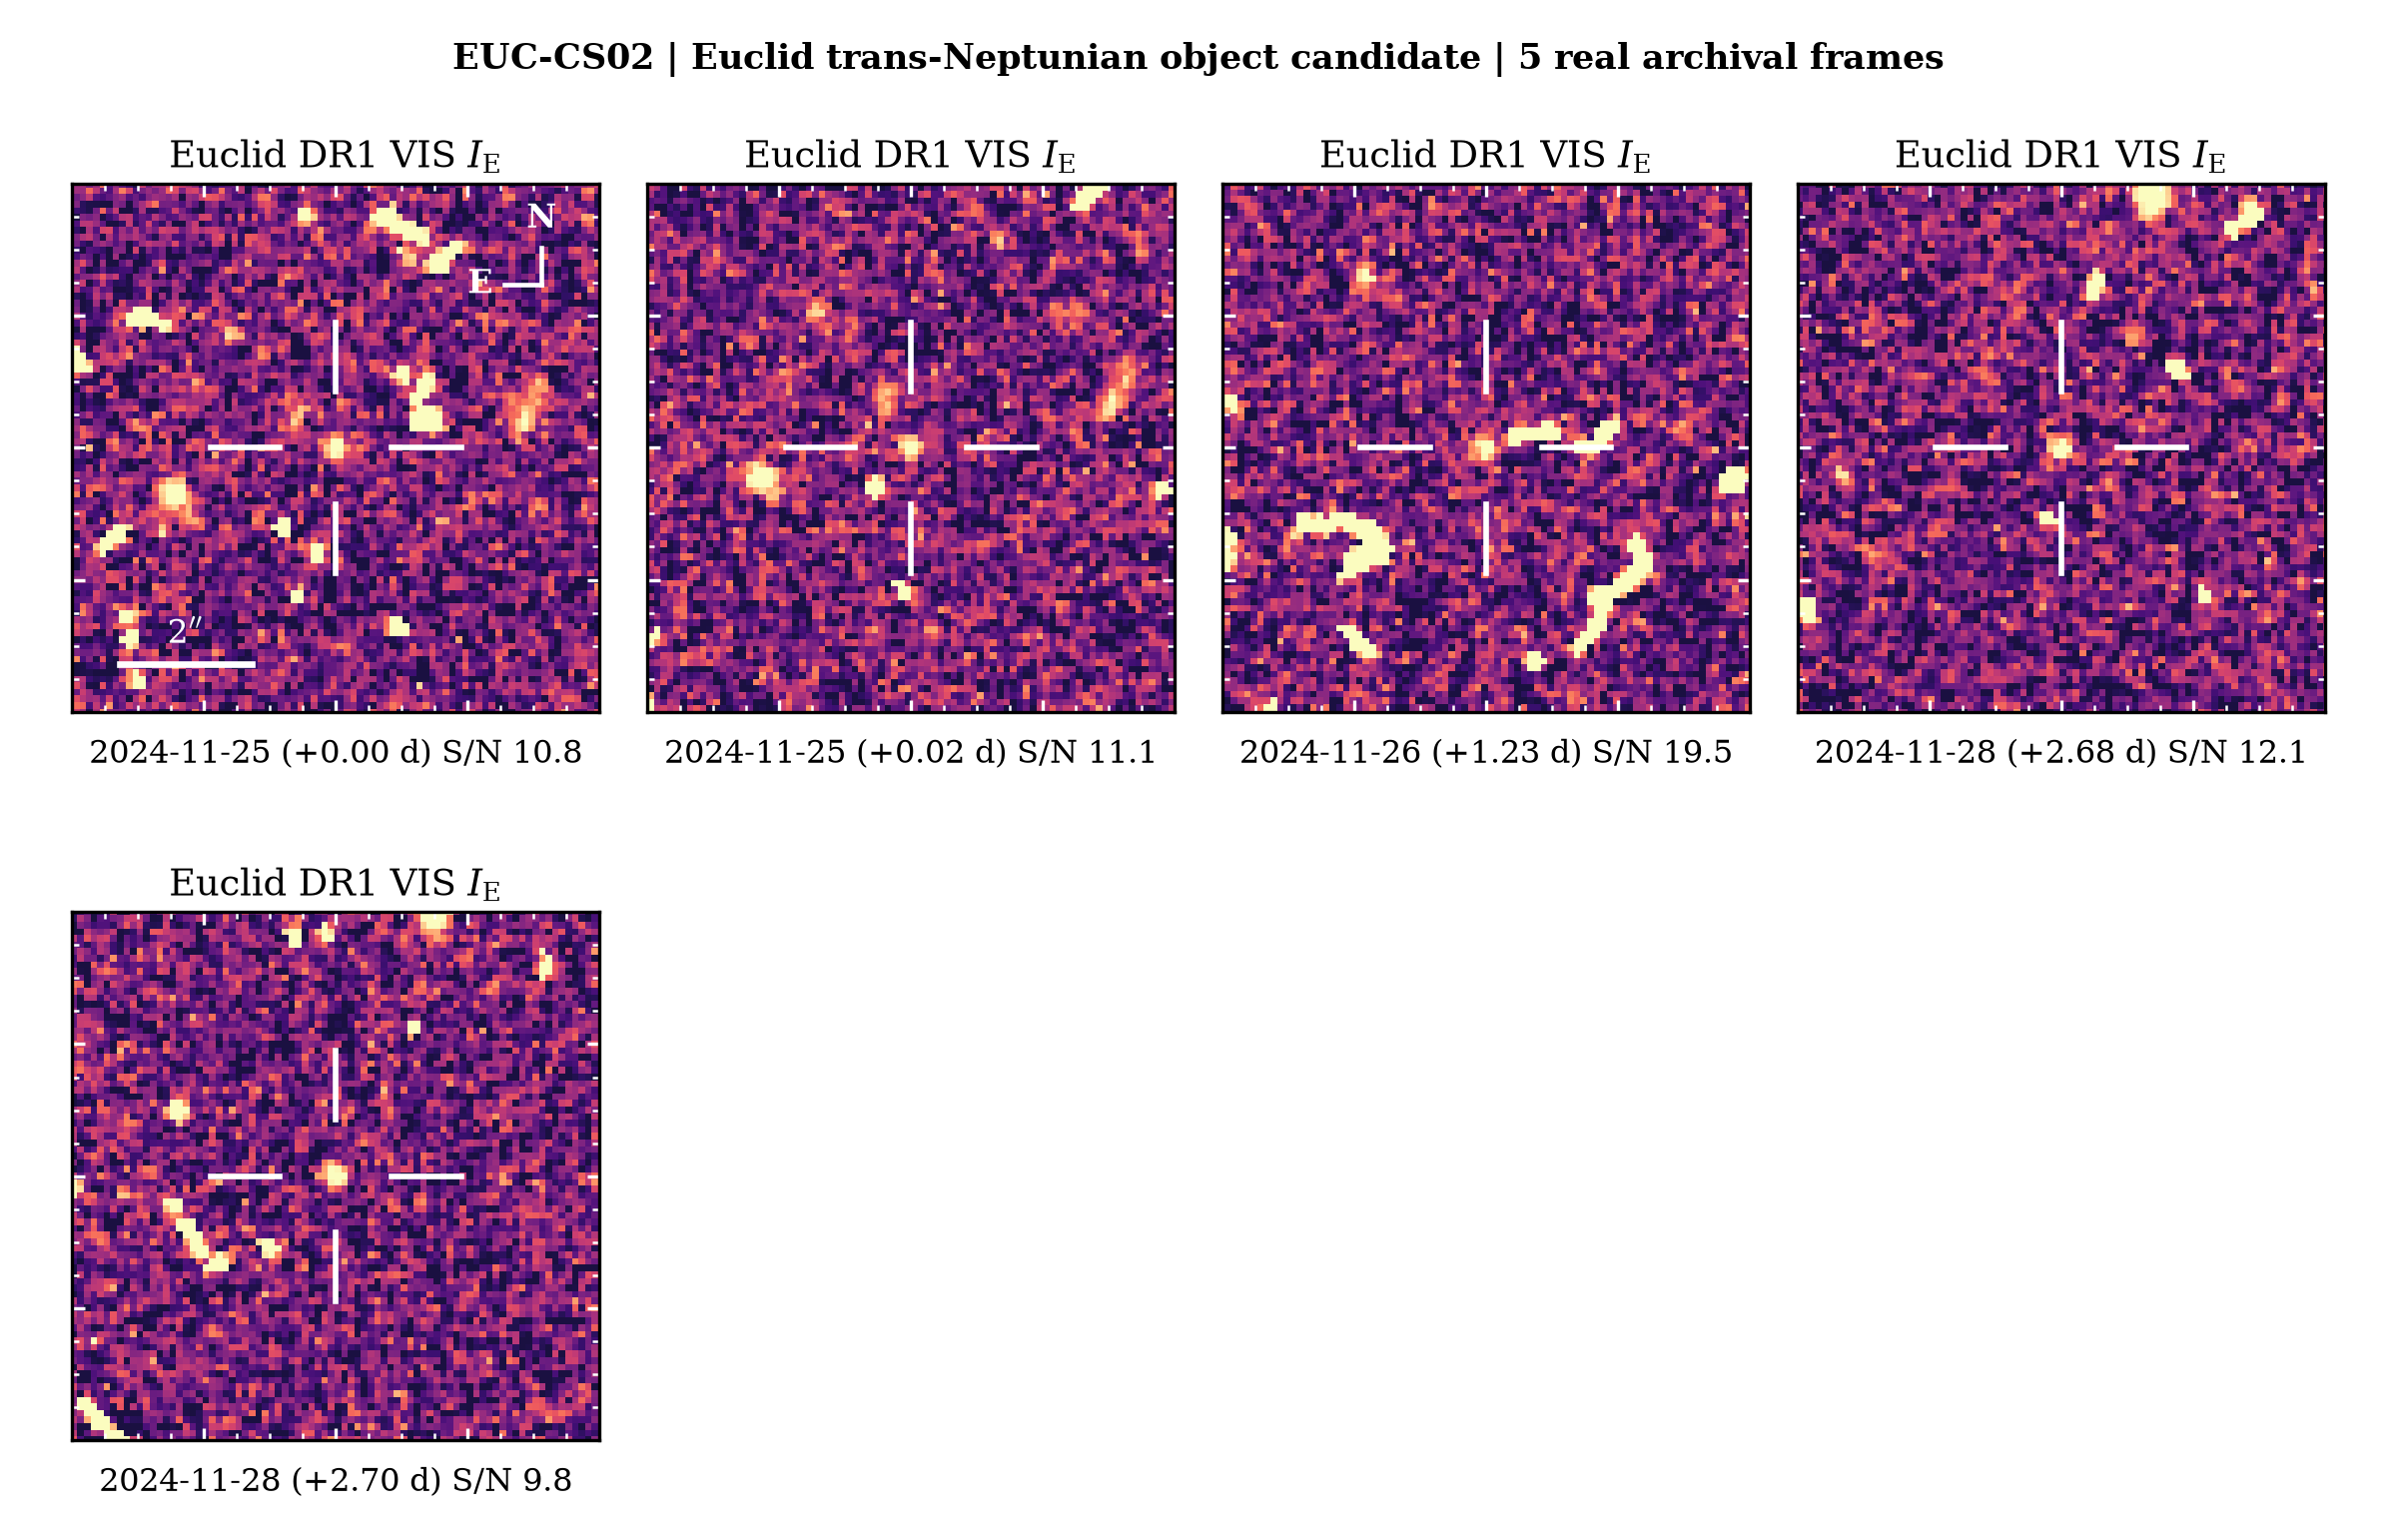 EUC-CS02 | Euclid trans-Neptunian object candidate | 5 real archival frames
Euclid DR1 VIS I_E
Euclid DR1 VIS I_E
Euclid DR1 VIS I_E
Euclid DR1 VIS I_E
N
E
2″
2024-11-25 (+0.00 d) S/N 10.8
2024-11-25 (+0.02 d) S/N 11.1
2024-11-26 (+1.23 d) S/N 19.5
2024-11-28 (+2.68 d) S/N 12.1
Euclid DR1 VIS I_E
2024-11-28 (+2.70 d) S/N 9.8